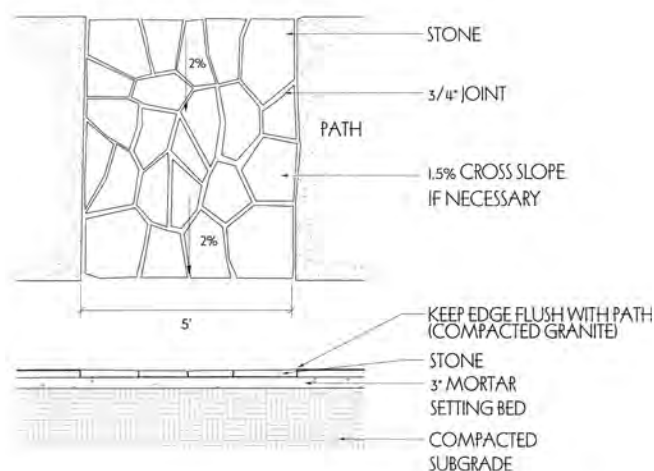 STONE
2%
3/4" JOINT
PATH
1.5% CROSS SLOPE
IF NECESSARY
2%
5'
KEEP EDGE FLUSH WITH PATH
(COMPACTED GRANITE)
STONE
3" MORTAR
SETTING BED
COMPACTED
SUBGRADE